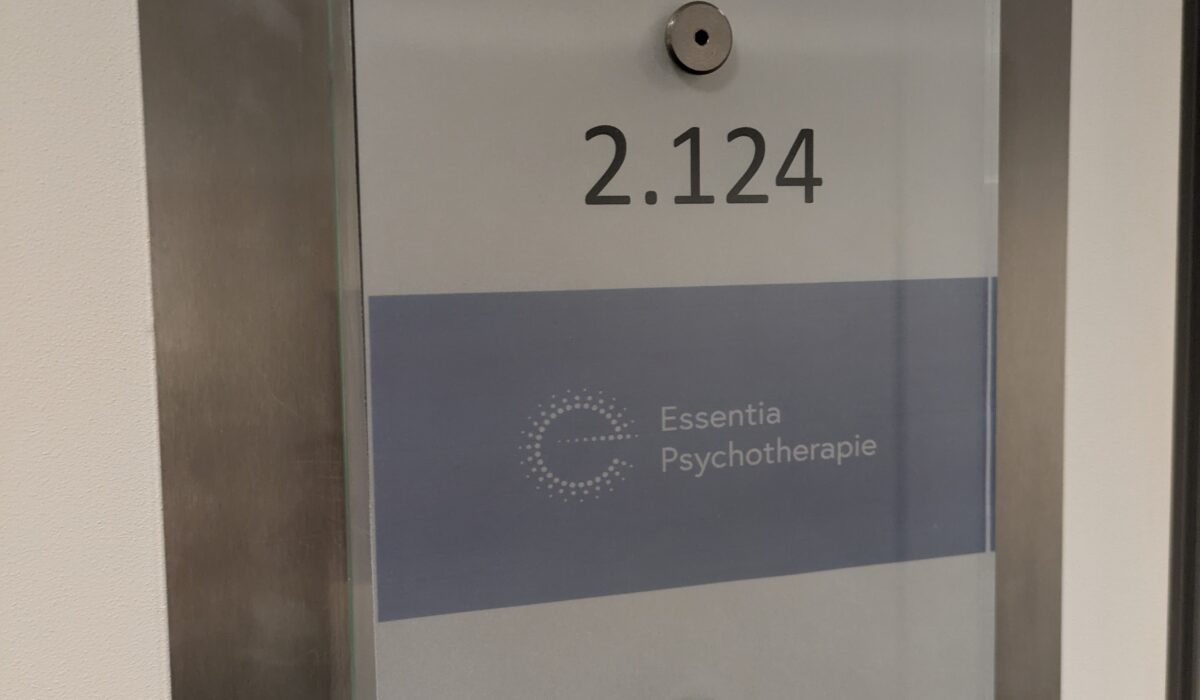 2.124
Essentia
Psychotherapie